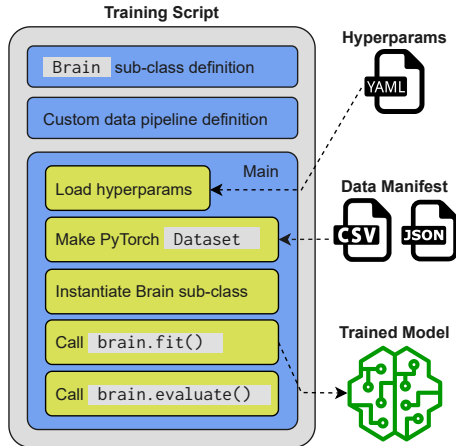 Training Script
Brain sub-class definition
Custom data pipeline definition
Main
Load hyperparams
Make PyTorch Dataset
Instantiate Brain sub-class
Call brain.fit()
Call brain.evaluate()
Hyperparams
YAML
Data Manifest
CSV JSON
Trained Model